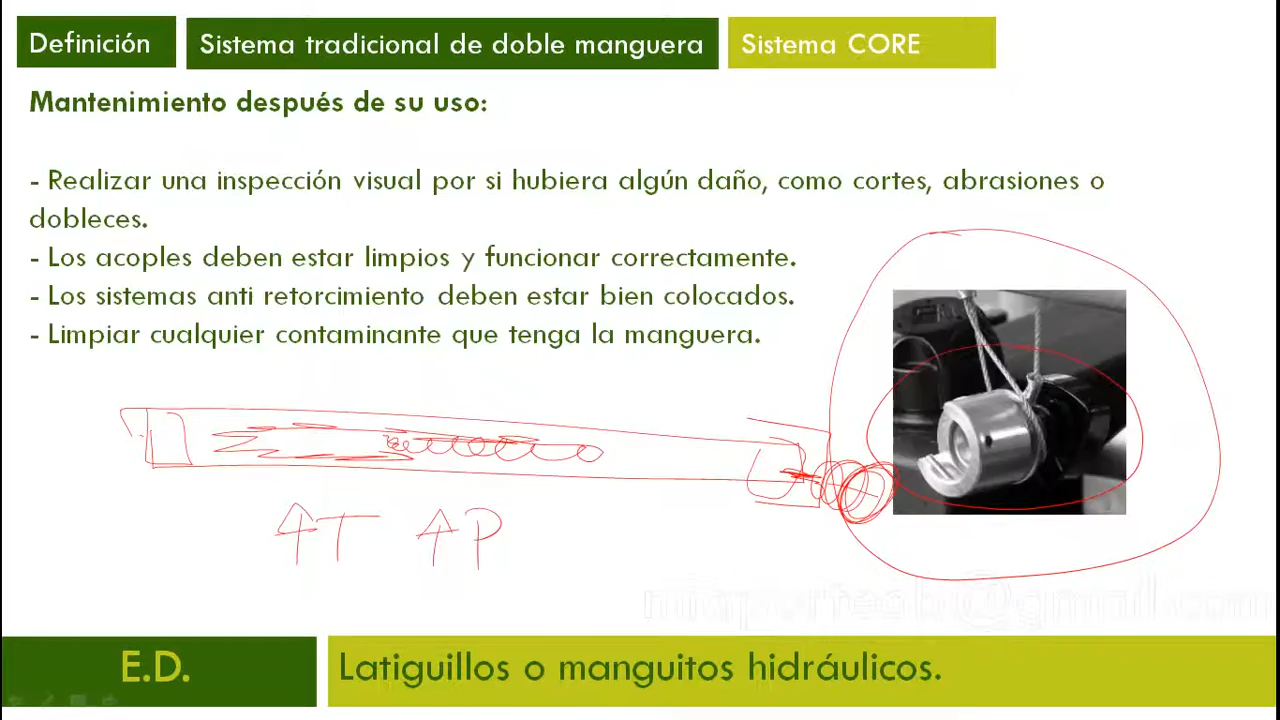 Definición
Sistema tradicional de doble manguera
Sistema CORE
Mantenimiento después de su uso:
- Realizar una inspección visual por si hubiera algún daño, como cortes, abrasiones o
dobleces.
- Los acoples deben estar limpios y funcionar correctamente.
- Los sistemas anti retorcimiento deben estar bien colocados.
- Limpiar cualquier contaminante que tenga la manguera.
↑T ↑P
E.D.
Latiguillos o manguitos hidráulicos.